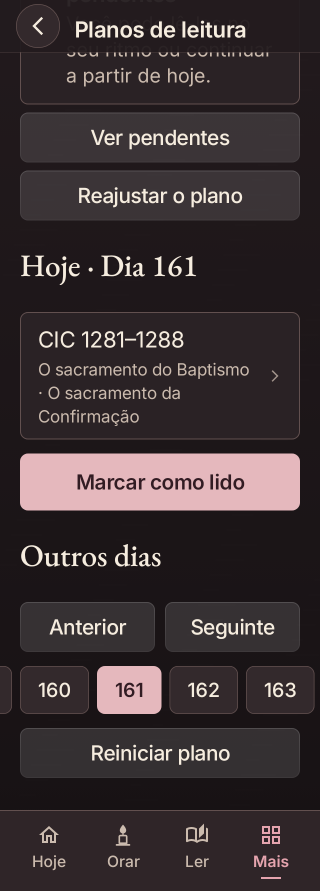 Planos de leitura
seu ritmo ou continuar
a partir de hoje.
Ver pendentes
Reajustar o plano
Hoje · Dia 161
CIC 1281–1288
O sacramento do Baptismo
· O sacramento da
Confirmação
Marcar como lido
Outros dias
Anterior
Seguinte
160
161
162
163
Reiniciar plano
Hoje
Orar
Ler
Mais